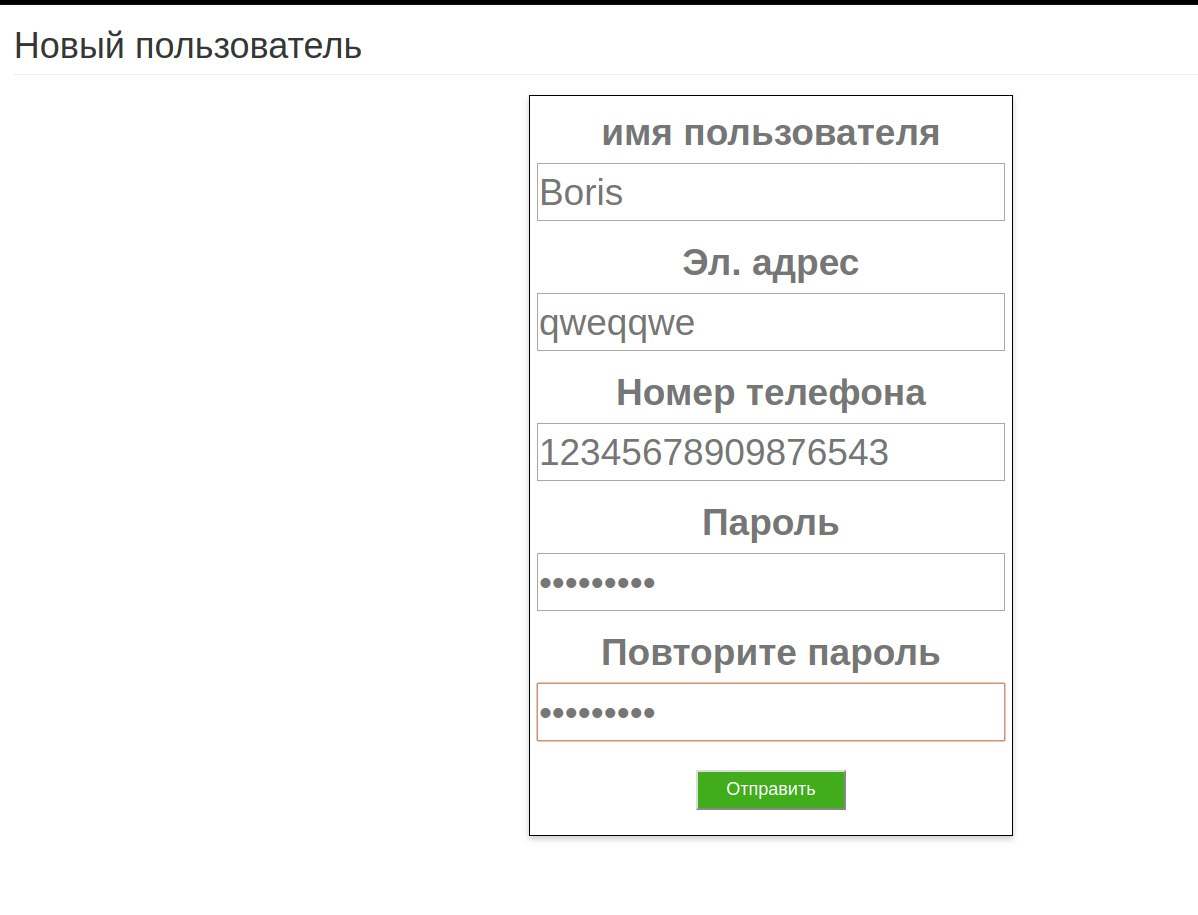 Новый пользователь
имя пользователя
Boris
Эл. адрес
qweqqwe
Номер телефона
12345678909876543
Пароль
•••••••••
Повторите пароль
•••••••••
Отправить